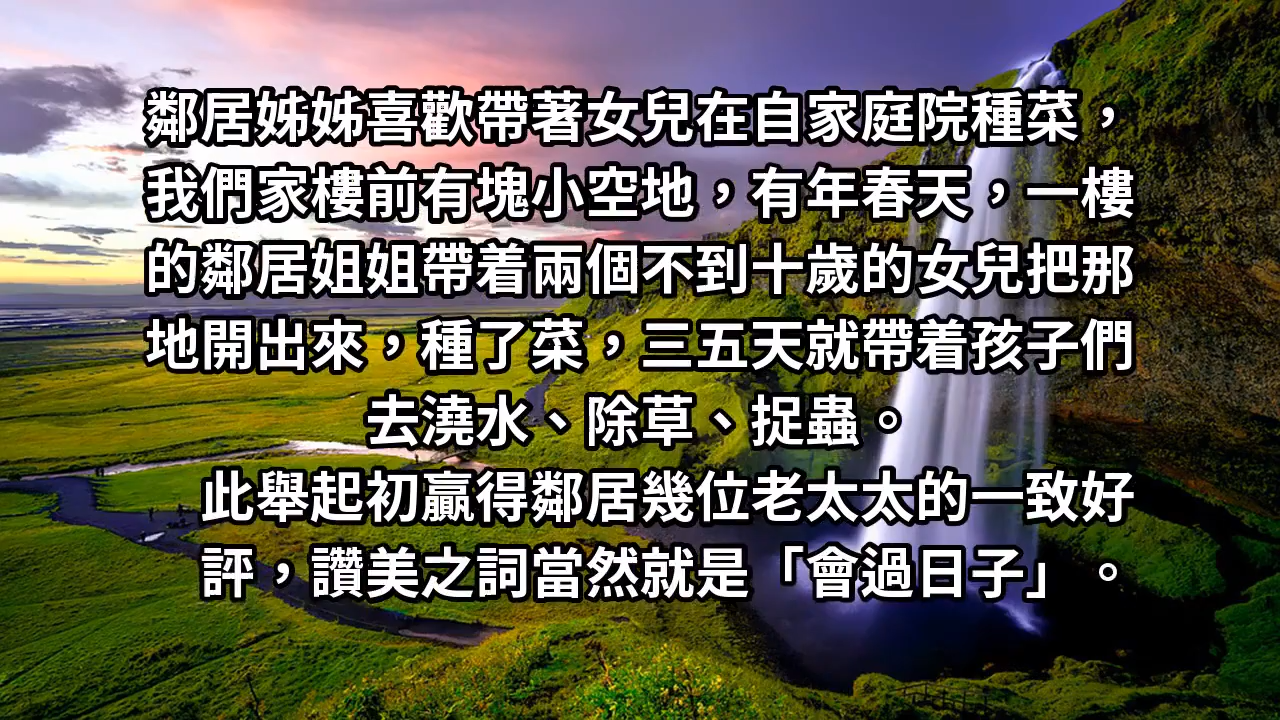 鄰居姊姊喜歡帶著女兒在自家庭院種菜，
我們家樓前有塊小空地，有年春天，一樓
的鄰居姐姐帶着兩個不到十歲的女兒把那
地開出來，種了菜，三五天就帶着孩子們
去澆水、除草、捉蟲。
此舉起初贏得鄰居幾位老太太的一致好
評，讚美之詞當然就是「會過日子」。